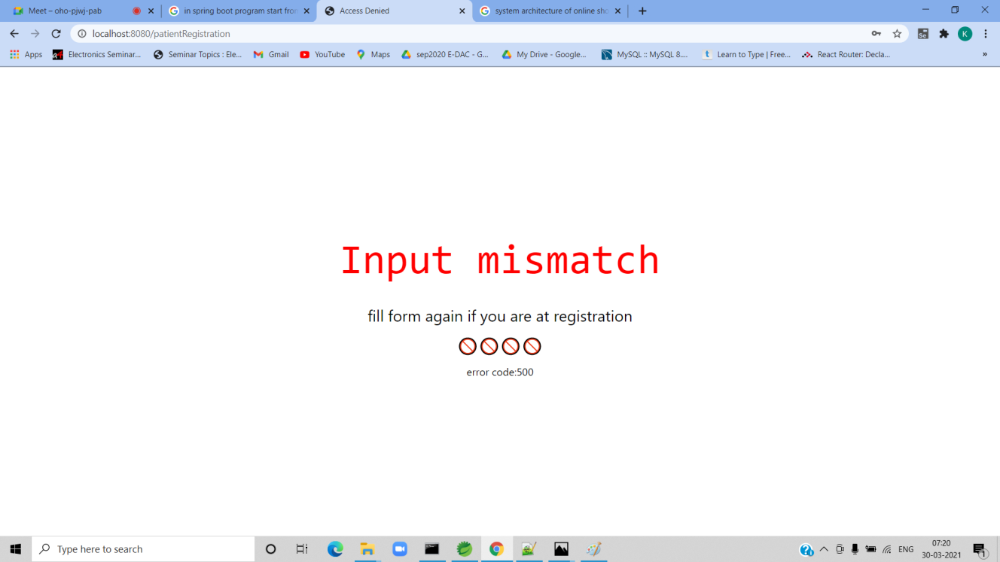 Meet – oho-pjwj-pab
in spring boot program start fron
Access Denied
system architecture of online sho
localhost:8080/patientRegistration
Se
K
Apps
a4
Electronics Seminar...
Seminar Topics : Ele...
Gmail
YouTube
Maps
sep2020 E-DAC - G...
My Drive - Google...
MySQL :: MySQL 8....
t
Learn to Type | Free...
React Router: Decla...
»
Input mismatch
fill form again if you are at registration
error code:500
Type here to search
ENG
07:20
30-03-2021
1